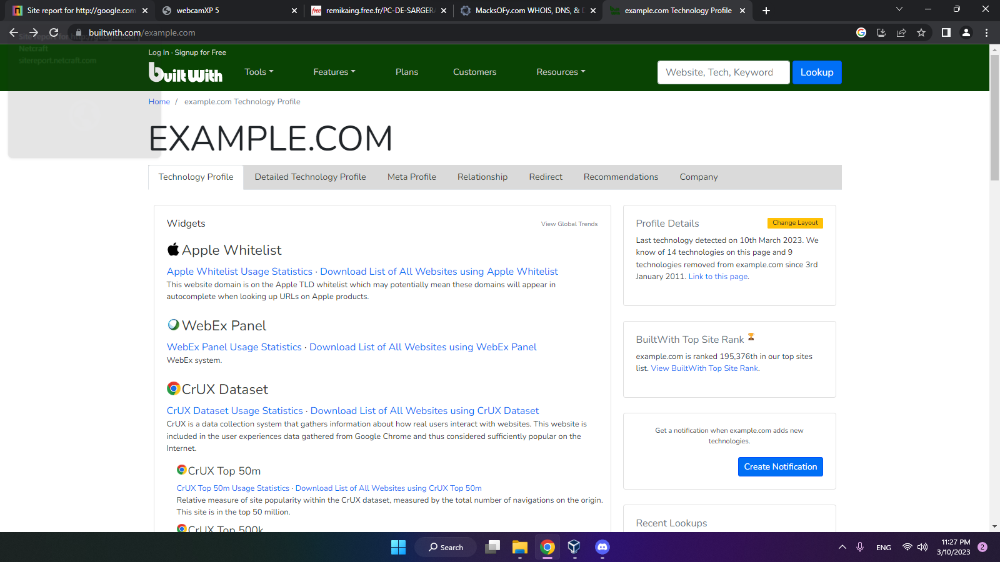 Site report for http://google.com
webcamXP 5
free remikaing.free.fr/PC-DE-SARGER
MacksOFy.com WHOIS, DNS, & D
example.com Technology Profile
builtwith.com/example.com
Site report for http://google.com |
Netcraft
sitereport.netcraft.com
Log In · Signup for Free
built With
Tools
Features
Plans
Customers
Resources
Website, Tech, Keyword
Lookup
Home / example.com Technology Profile
EXAMPLE.COM
Technology Profile
Detailed Technology Profile
Meta Profile
Relationship
Redirect
Recommendations
Company
Widgets
View Global Trends
Apple Whitelist
Apple Whitelist Usage Statistics · Download List of All Websites using Apple Whitelist
This website domain is on the Apple TLD whitelist which may potentially mean these domains will appear in
autocomplete when looking up URLs on Apple products.
WebEx Panel
WebEx Panel Usage Statistics · Download List of All Websites using WebEx Panel
WebEx system.
CrUX Dataset
CrUX Dataset Usage Statistics · Download List of All Websites using CrUX Dataset
CrUX is a data collection system that gathers information about how real users interact with websites. This website is
included in the user experiences data gathered from Google Chrome and thus considered sufficiently popular on the
Internet.
CrUX Top 50m
CrUX Top 50m Usage Statistics · Download List of All Websites using CrUX Top 50m
Relative measure of site popularity within the CrUX dataset, measured by the total number of navigations on the origin.
This site is in the top 50 million.
CrUX Top 500k
Profile Details
Change Layout
Last technology detected on 10th March 2023. We
know of 14 technologies on this page and 9
technologies removed from example.com since 3rd
January 2011. Link to this page.
BuiltWith Top Site Rank
example.com is ranked 195,376th in our top sites
list. View BuiltWith Top Site Rank.
Get a notification when example.com adds new
technologies.
Create Notification
Recent Lookups
Search
ENG
11:27 PM
3/10/2023
2